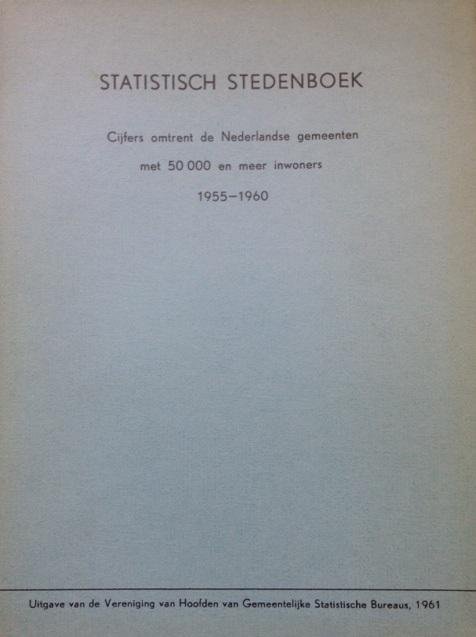 STATISTISCH STEDENBOEK
Cijfers omtrent de Nederlandse gemeenten
met 50 000 en meer inwoners
1955–1960
Uitgave van de Vereniging van Hoofden van Gemeentelijke Statistische Bureaus, 1961